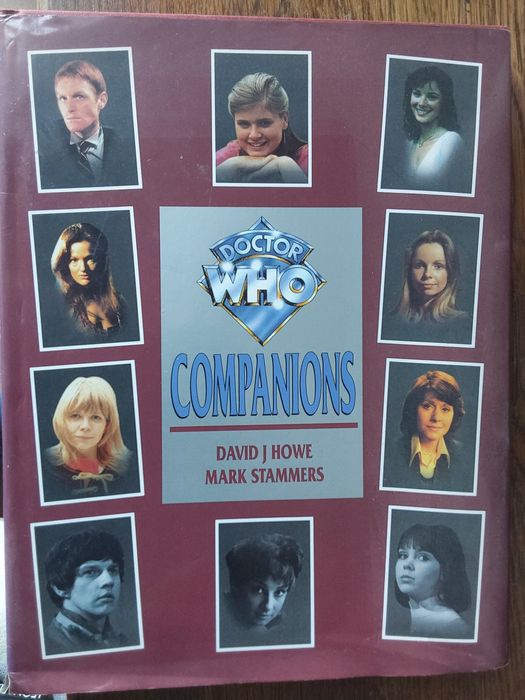 DOCTOR
WHO
COMPANIONS
DAVID J HOWE
MARK STAMMERS